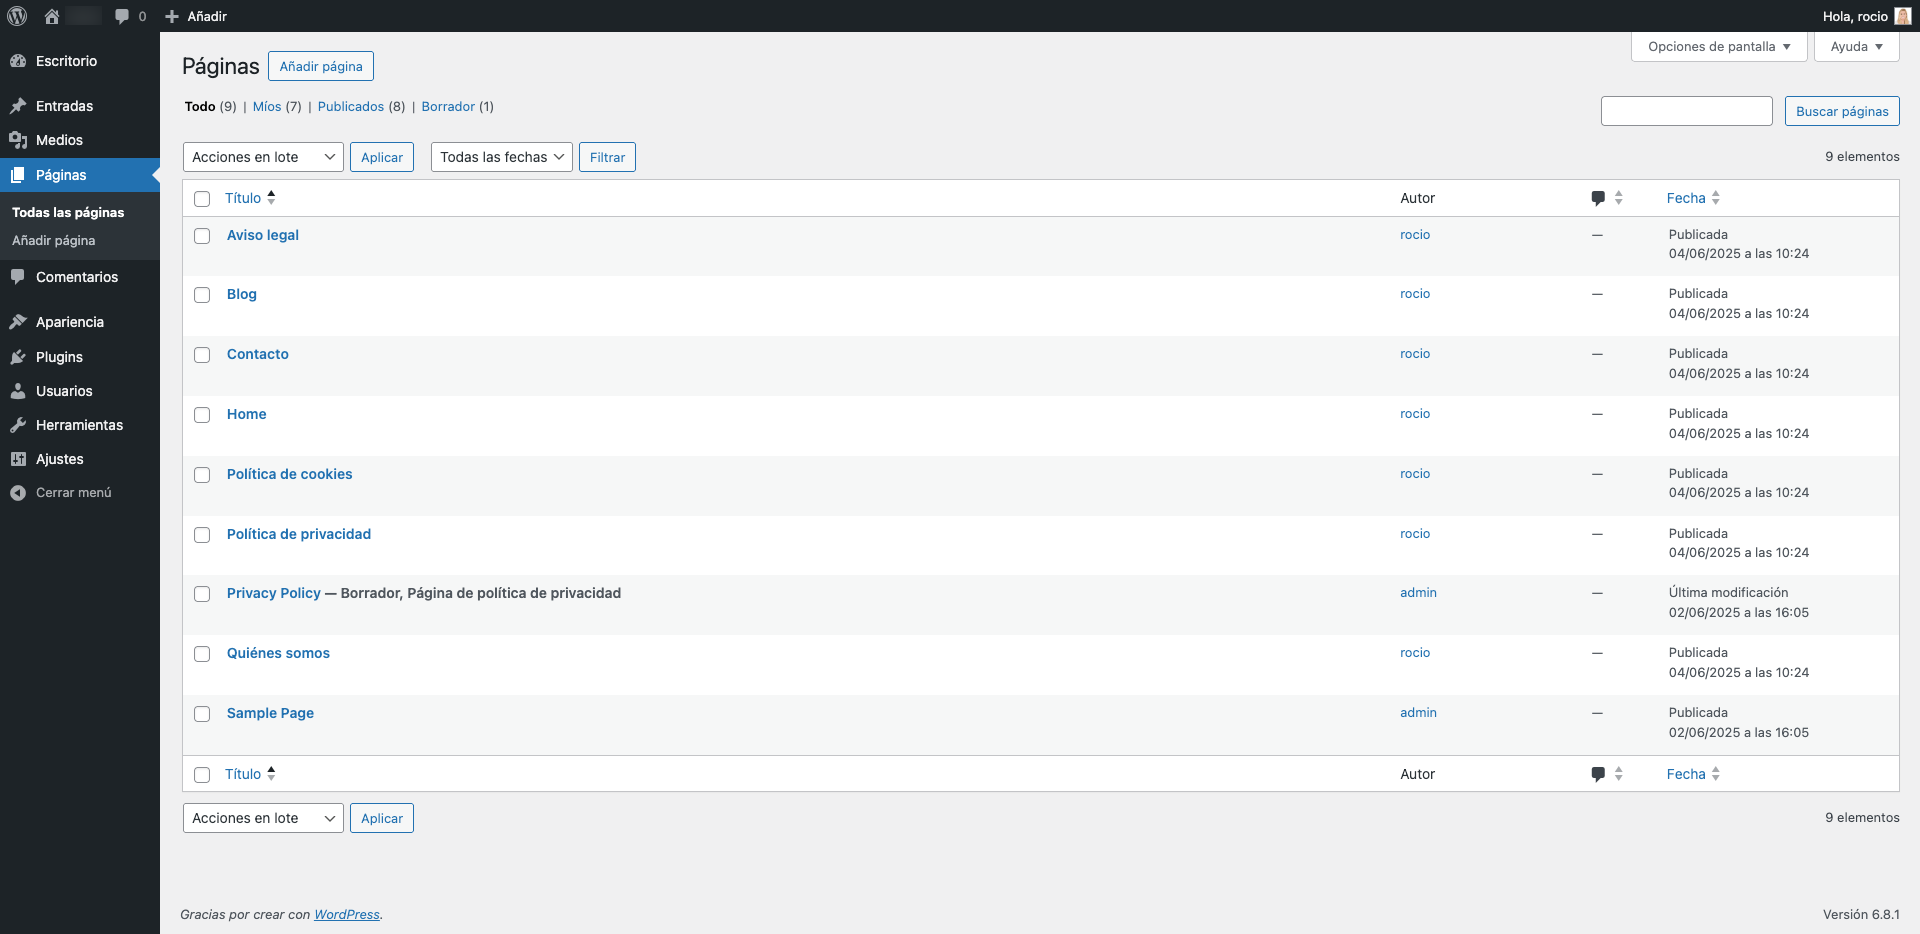 0 Añadir Hola, rocio
Escritorio
Entradas
Medios
Páginas
Todas las páginas
Añadir página
Comentarios
Apariencia
Plugins
Usuarios
Herramientas
Ajustes
Cerrar menú
Opciones de pantalla Ayuda
Páginas Añadir página
Todo (9) | Míos (7) | Publicados (8) | Borrador (1)
Buscar páginas
Acciones en lote Aplicar Todas las fechas Filtrar 9 elementos
Título Autor Fecha
Aviso legal rocio — Publicada
04/06/2025 a las 10:24
Blog rocio — Publicada
04/06/2025 a las 10:24
Contacto rocio — Publicada
04/06/2025 a las 10:24
Home rocio — Publicada
04/06/2025 a las 10:24
Política de cookies rocio — Publicada
04/06/2025 a las 10:24
Política de privacidad rocio — Publicada
04/06/2025 a las 10:24
Privacy Policy — Borrador, Página de política de privacidad admin — Última modificación
02/06/2025 a las 16:05
Quiénes somos rocio — Publicada
04/06/2025 a las 10:24
Sample Page admin — Publicada
02/06/2025 a las 16:05
Título Autor Fecha
Acciones en lote Aplicar 9 elementos
Gracias por crear con WordPress. Versión 6.8.1